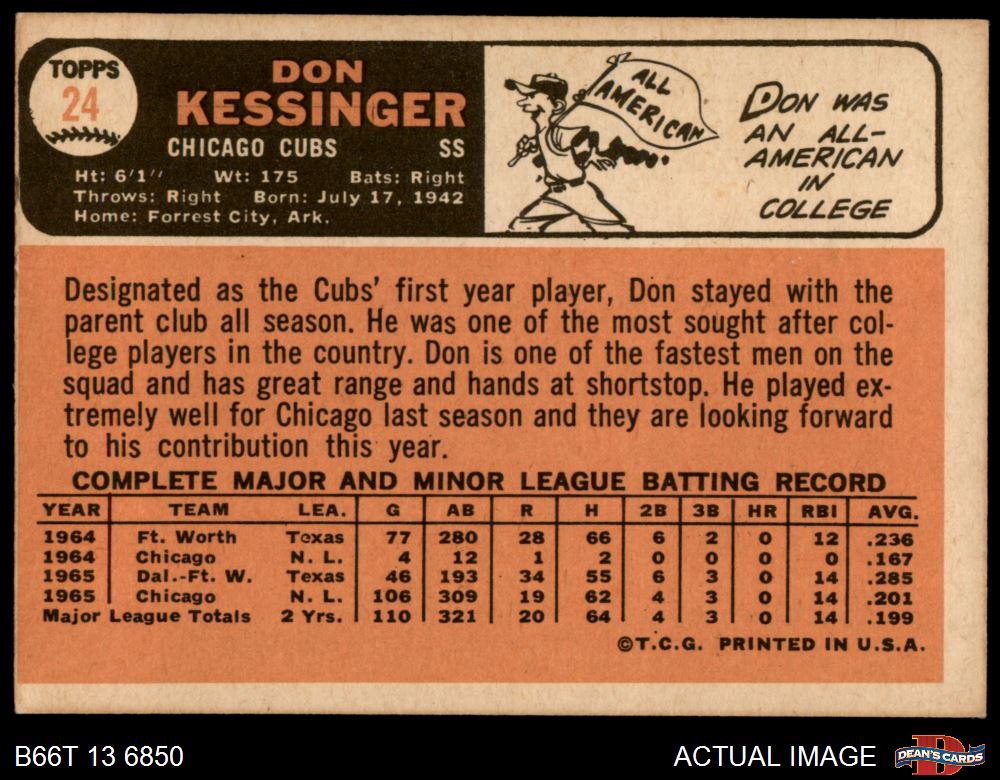 TOPPS
24
DON
KESSINGER
CHICAGO CUBS SS
Ht: 6'1" Wt: 175 Bats: Right
Throws: Right Born: July 17, 1942
Home: Forrest City, Ark.
ALL
AMERICAN
DON WAS
AN ALL-
AMERICAN
IN
COLLEGE
Designated as the Cubs' first year player, Don stayed with the
parent club all season. He was one of the most sought after col-
lege players in the country. Don is one of the fastest men on the
squad and has great range and hands at shortstop. He played ex-
tremely well for Chicago last season and they are looking forward
to his contribution this year.
COMPLETE MAJOR AND MINOR LEAGUE BATTING RECORD
YEAR TEAM LEA. G AB R H 2B 3B HR RBI AVG.
1964 Ft. Worth Texas 77 280 28 66 6 2 0 12 .236
1964 Chicago N. L. 4 12 1 2 0 0 0 0 .167
1965 Dal.-Ft. W. Texas 46 193 34 55 6 3 0 14 .285
1965 Chicago N. L. 106 309 19 62 4 3 0 14 .201
Major League Totals 2 Yrs. 110 321 20 64 4 3 0 14 .199
©T.C.G. PRINTED IN U.S.A.
B66T 13 6850 ACTUAL IMAGE
D
DEAN'S CARDS